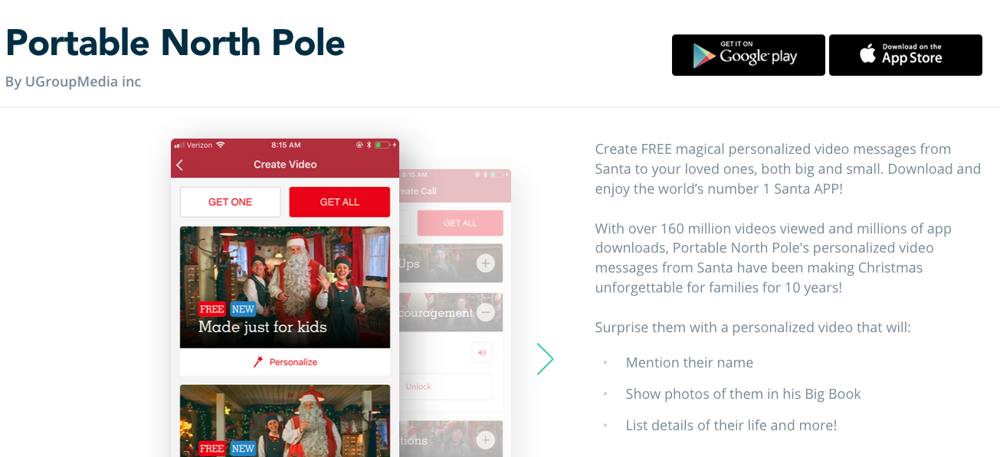 Portable North Pole
By UGroupMedia inc
GET IT ON
Google play
Download on the
App Store
Verizon
8:15 AM
Create Video
GET ONE
GET ALL
FREE NEW
Made just for kids
Personalize
FREE NEW
8:15 AM
reate Call
GET ALL
Ups
couragement
Unlock
tions
Create FREE magical personalized video messages from
Santa to your loved ones, both big and small. Download and
enjoy the world’s number 1 Santa APP!
With over 160 million videos viewed and millions of app
downloads, Portable North Pole's personalized video
messages from Santa have been making Christmas
unforgettable for families for 10 years!
Surprise them with a personalized video that will:
• Mention their name
• Show photos of them in his Big Book
• List details of their life and more!